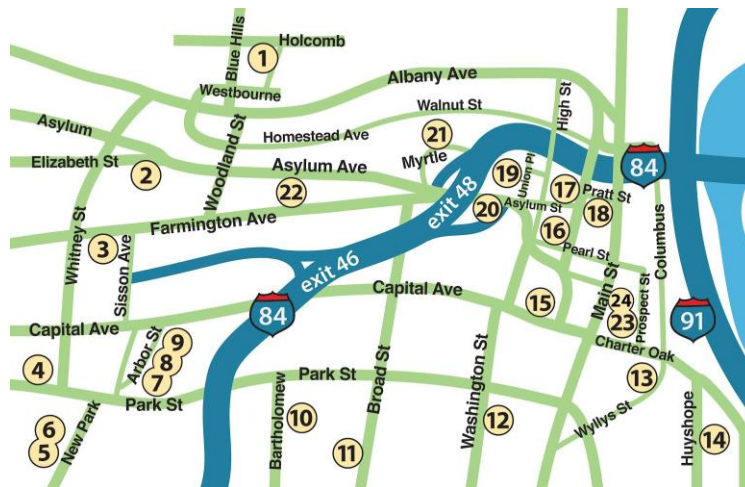 Blue Hills
Holcomb
1
Westbourne
Albany Ave
Walnut St
High St
Asylum
Homestead Ave
21
Myrtle
Elizabeth St
2
Woodland St
Asylum Ave
22
19
Union Pl
17
Pratt St
84
18
20
Asylum St
16
exit 48
Columbus
Whitney St
3
Sisson Ave
Farmington Ave
Pearl St
exit 46
Capital Ave
15
Main St
24
23
Prospect St
91
84
Capital Ave
Arbor St
9
8
7
Charter Oak
4
Park St
Park St
Broad St
Washington St
13
6
5
New Park
Bartholomew
10
11
12
Wyllys St
Huyshope
14